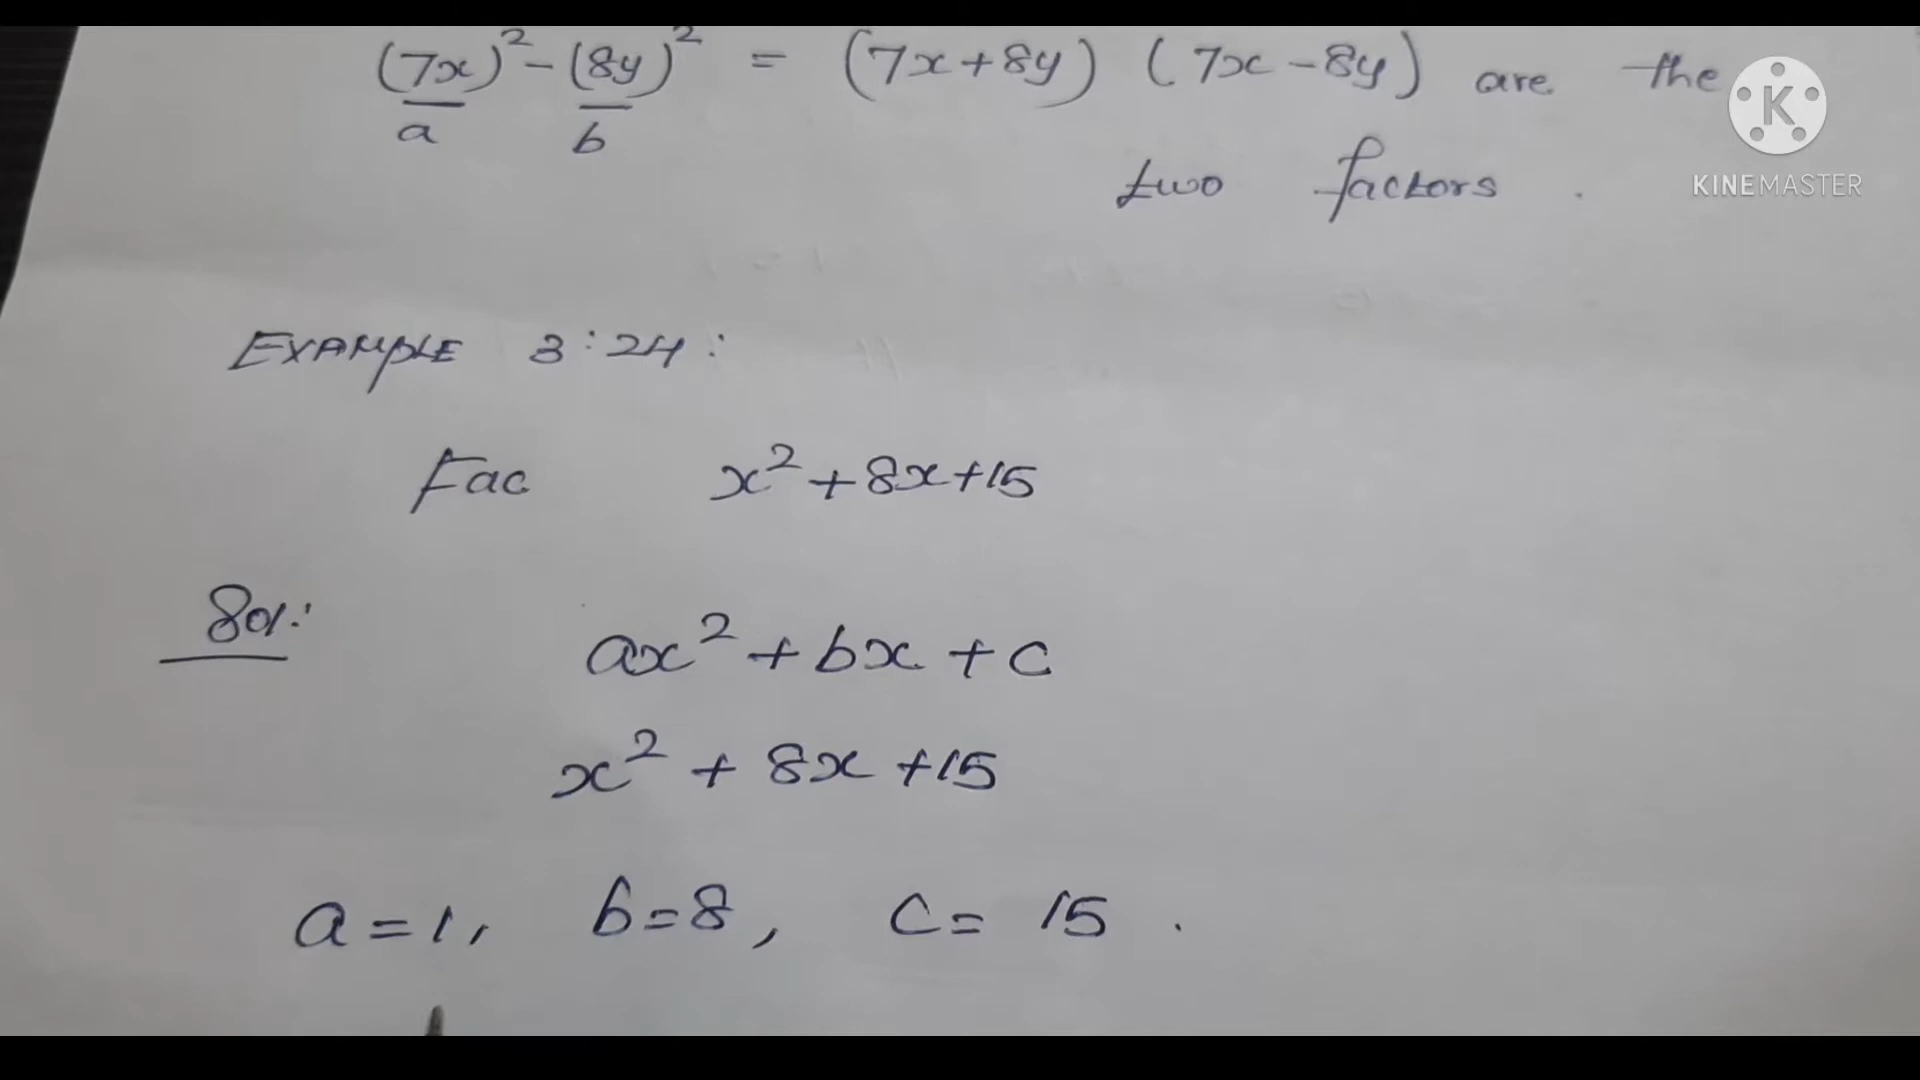 (7x)² - (8y)² = (7x+8y) (7x-8y) are the
a b
two factors.
KINEMASTER
EXAMPLE 3:24:
Fac x²+8x+15
Sol:
ax² + bx + c
x² + 8x +15
a=1, b=8, c= 15.